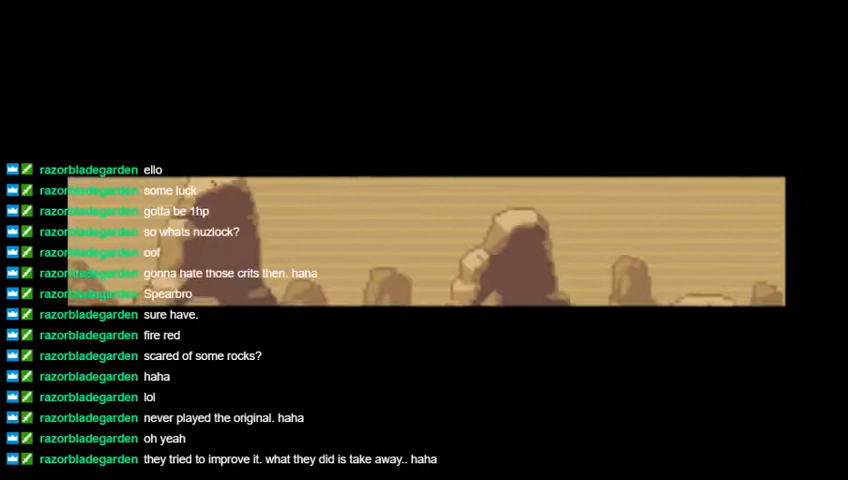 razorbladegarden ello
razorbladegarden some luck
razorbladegarden gotta be 1hp
razorbladegarden so whats nuzlock?
razorbladegarden oof
razorbladegarden gonna hate those crits then. haha
razorbladegarden Spearbro
razorbladegarden sure have.
razorbladegarden fire red
razorbladegarden scared of some rocks?
razorbladegarden haha
razorbladegarden lol
razorbladegarden never played the original. haha
razorbladegarden oh yeah
razorbladegarden they tried to improve it. what they did is take away.. haha